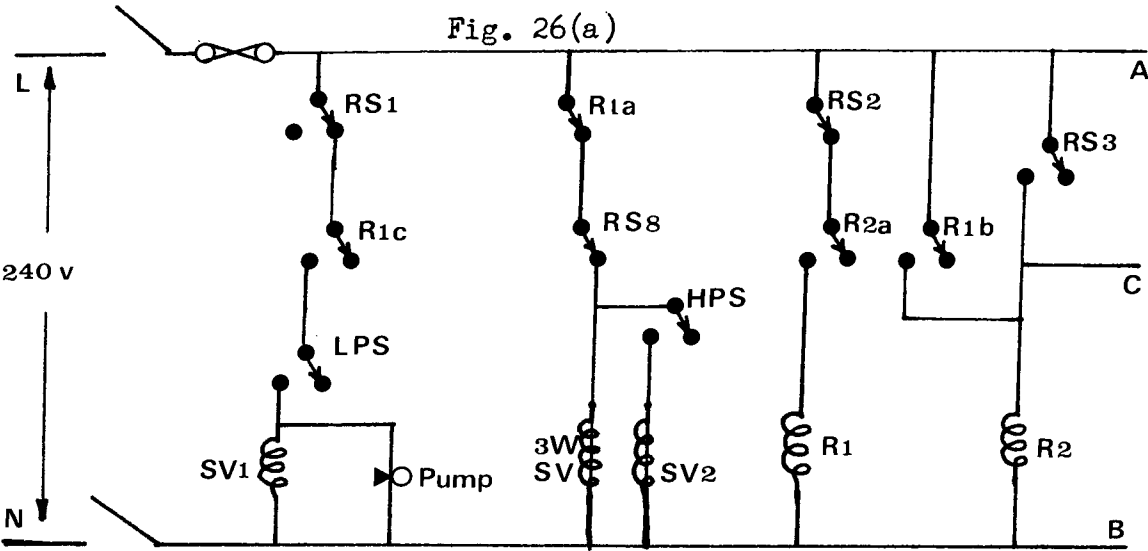 Fig. 26(a)
L
A
RS1
R1a
RS2
RS3
R1c
RS8
R2a
R1b
240 v
C
HPS
LPS
SV1
Pump
3W
SV
SV2
R1
R2
N
B